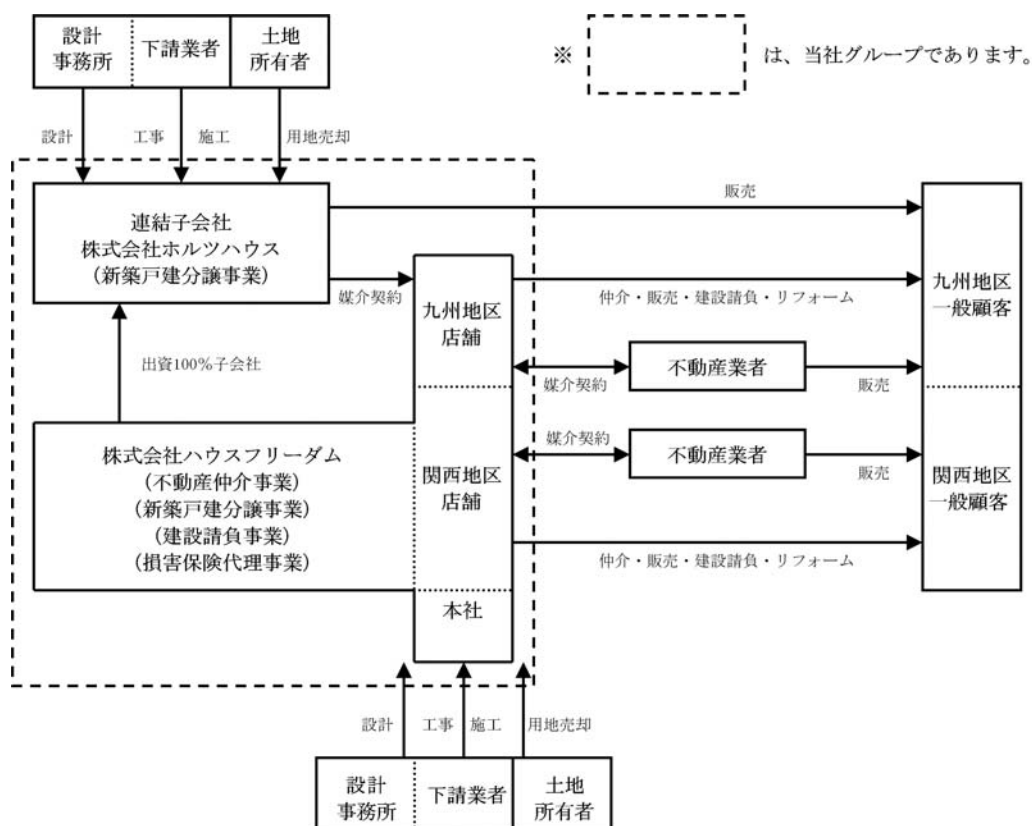 設計
事務所
下請業者
土地
所有者
※
は、当社グループであります。
設計
工事
施工
用地売却
連結子会社
株式会社ホルツハウス
(新築戸建分譲事業)
販売
媒介契約
九州地区
店舗
仲介・販売・建設請負・リフォーム
九州地区
一般顧客
出資100%子会社
媒介契約
不動産業者
販売
株式会社ハウスフリーダム
(不動産仲介事業)
(新築戸建分譲事業)
(建設請負事業)
(損害保険代理事業)
関西地区
店舗
媒介契約
不動産業者
販売
関西地区
一般顧客
仲介・販売・建設請負・リフォーム
本社
設計
工事
施工
用地売却
設計
事務所
下請業者
土地
所有者